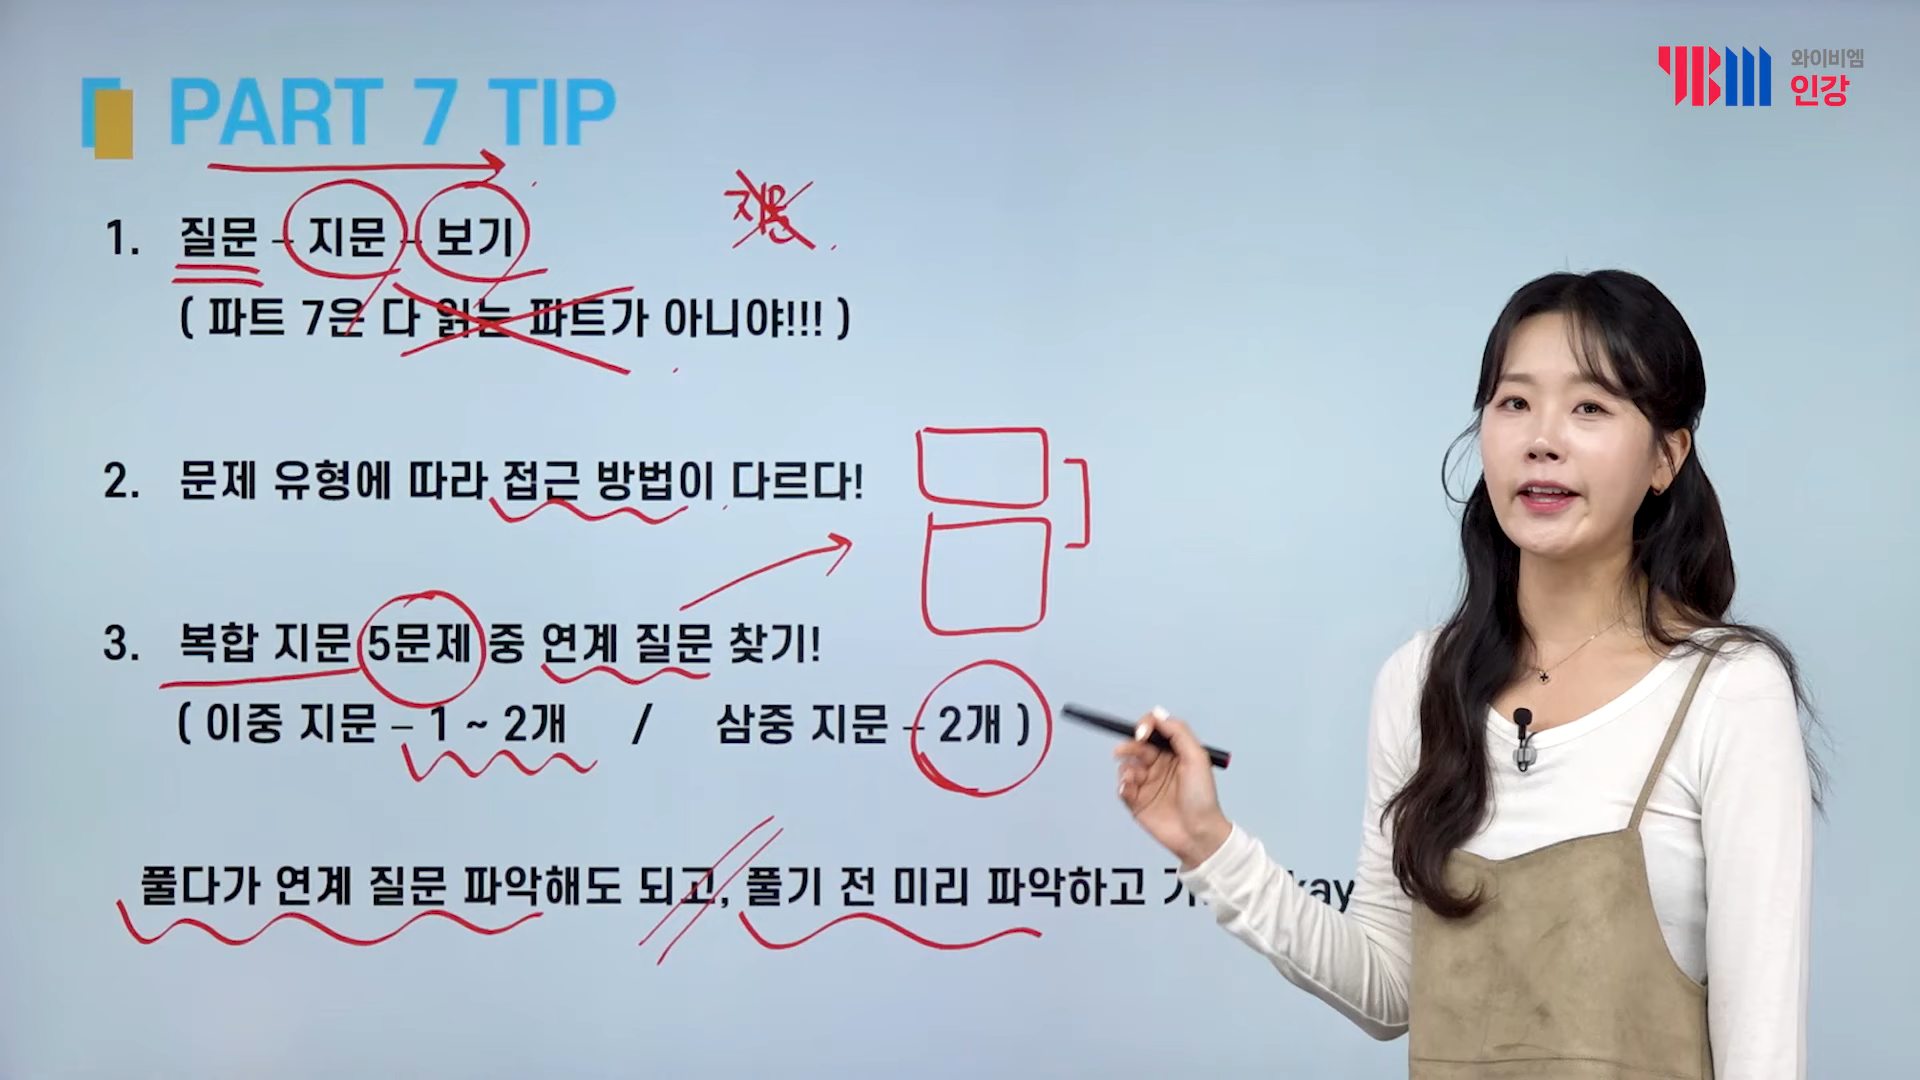 PART 7 TIP
YBM 와이비엠 인강
지문
1. 질문 – 지문 – 보기
( 파트 7은 다 읽는 파트가 아니야!!! )
2. 문제 유형에 따라 접근 방법이 다르다!
3. 복합 지문 5문제 중 연계 질문 찾기!
( 이중 지문 – 1 ~ 2개 / 삼중 지문 – 2개 )
풀다가 연계 질문 파악해도 되고, 풀기 전 미리 파악하고